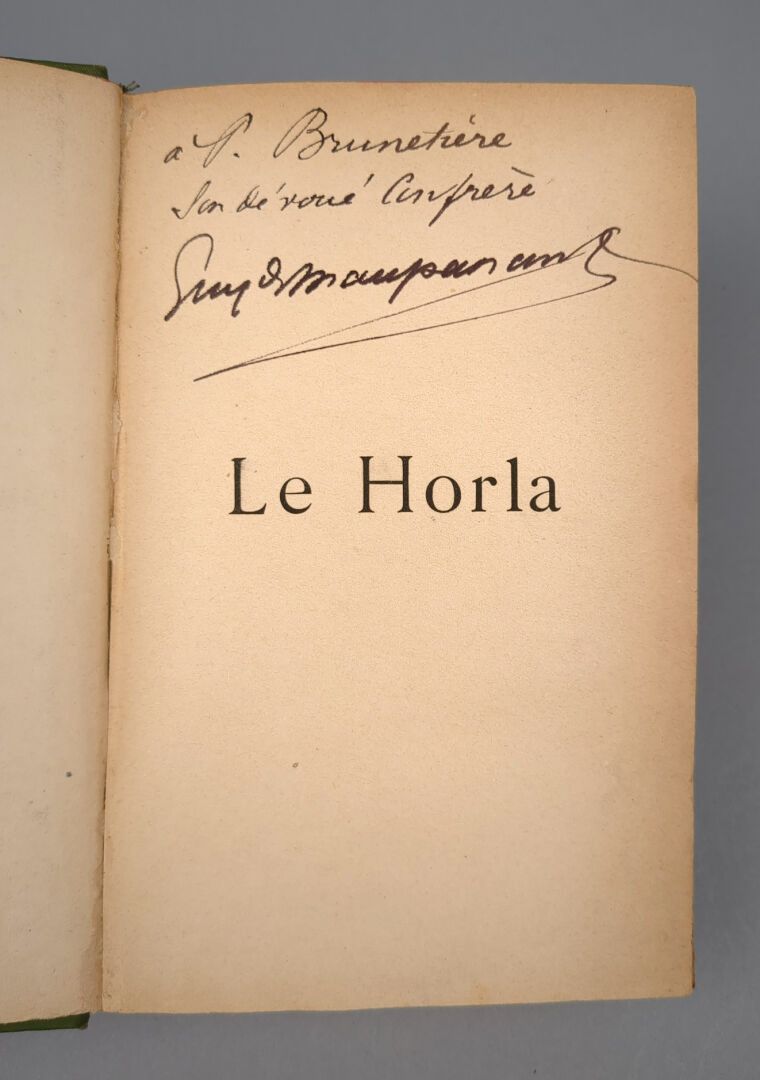 à P. Brunetière
son dévoué confrère
Guy de Maupassant
Le Horla